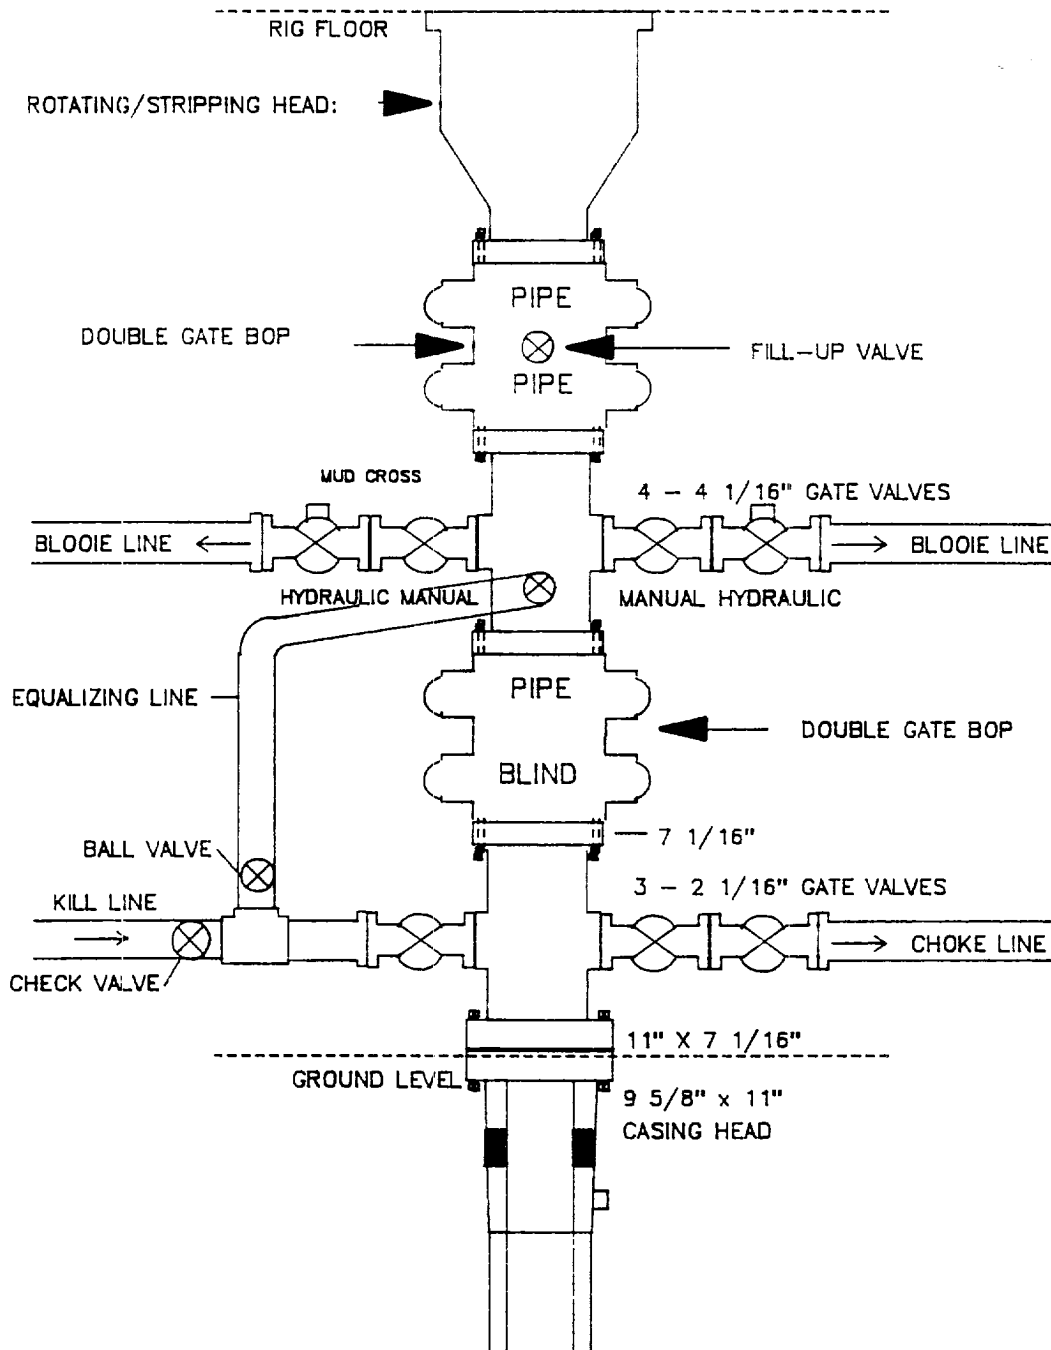 RIG FLOOR
ROTATING/STRIPPING HEAD:
PIPE
DOUBLE GATE BOP
FILL-UP VALVE
PIPE
MUD CROSS
4 - 4 1/16" GATE VALVES
BLOOIE LINE
BLOOIE LINE
HYDRAULIC MANUAL
MANUAL HYDRAULIC
EQUALIZING LINE
PIPE
DOUBLE GATE BOP
BLIND
7 1/16"
BALL VALVE
3 - 2 1/16" GATE VALVES
KILL LINE
CHOKE LINE
CHECK VALVE
11" X 7 1/16"
GROUND LEVEL
9 5/8" x 11"
CASING HEAD